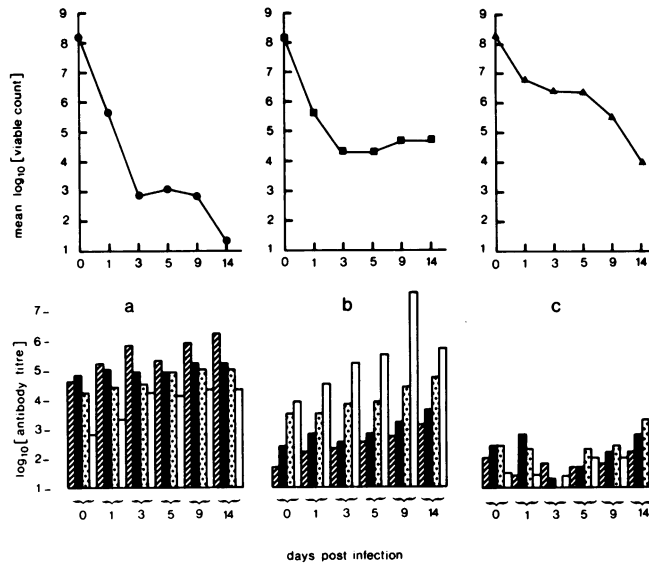 9 9 9
8 8 8
7 7 7
6 6 6
5 5 5
4 4 4
3 3 3
2 2 2
1 1 1
mean log10 [viable count]
0 1 3 5 9 14 0 1 3 5 9 14 0 1 3 5 9 14
a b c
7
6
5
4
3
2
1
log10 [antibody titre]
0 1 3 5 9 14 0 1 3 5 9 14 0 1 3 5 9 14
days post infection